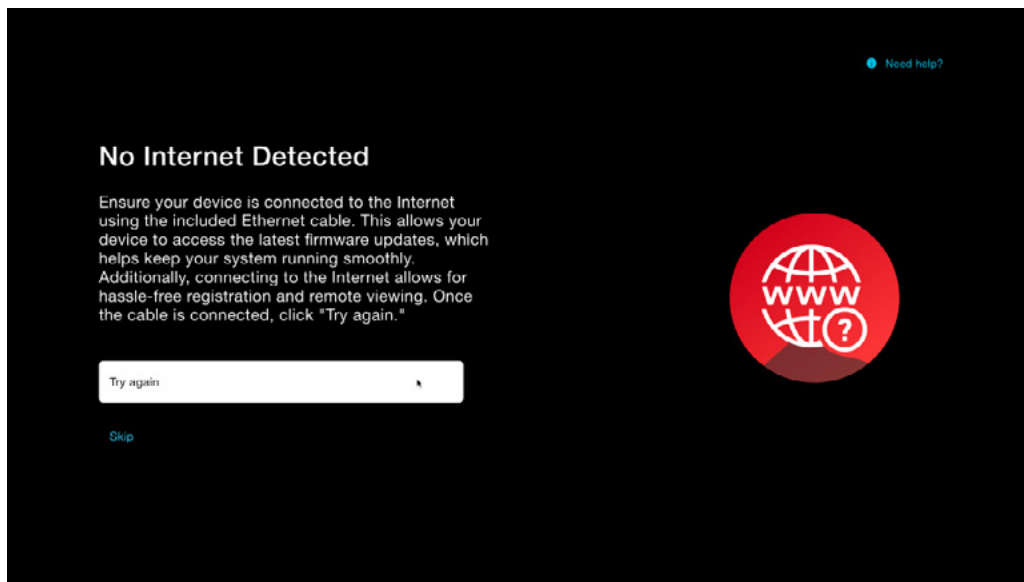 Need help?
No Internet Detected
Ensure your device is connected to the Internet
using the included Ethernet cable. This allows your
device to access the latest firmware updates, which
helps keep your system running smoothly.
Additionally, connecting to the Internet allows for
hassle-free registration and remote viewing. Once
the cable is connected, click "Try again."
www
?
Try again
Skip